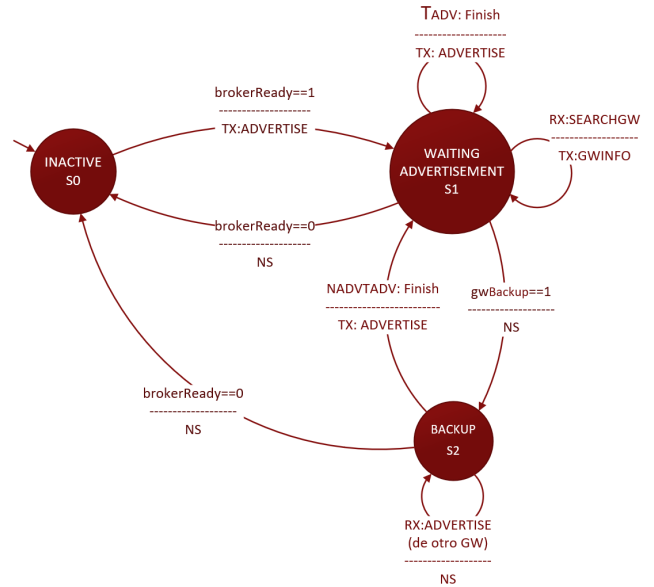 TADV: Finish
--------------------
TX: ADVERTISE
brokerReady==1
--------------------
TX:ADVERTISE
RX:SEARCHGW
--------------------
TX:GWINFO
INACTIVE
S0
WAITING
ADVERTISEMENT
S1
brokerReady==0
--------------------
NS
NADVTADV: Finish
--------------------
TX: ADVERTISE
gwBackup==1
--------------------
NS
brokerReady==0
--------------------
NS
BACKUP
S2
RX:ADVERTISE
(de otro GW)
--------------------
NS